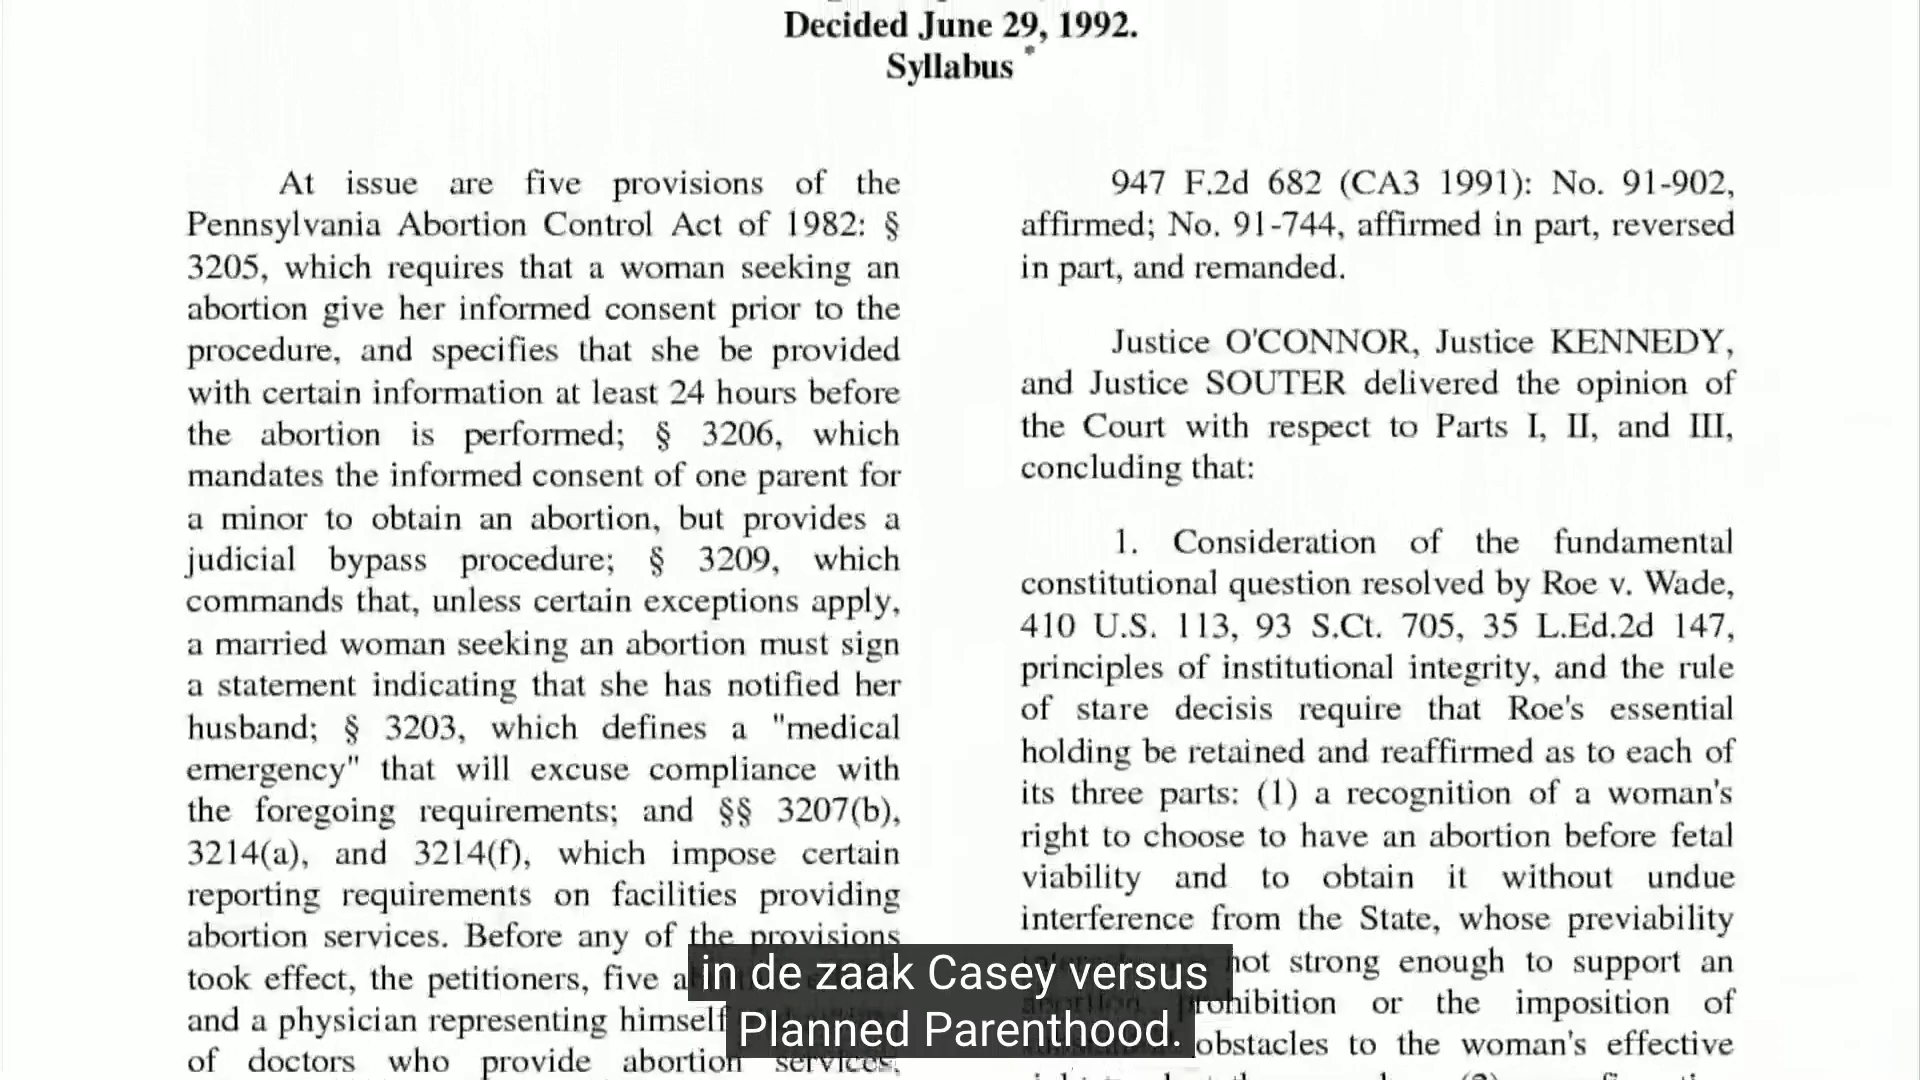 Decided June 29, 1992.
Syllabus *
At issue are five provisions of the
Pennsylvania Abortion Control Act of 1982: §
3205, which requires that a woman seeking an
abortion give her informed consent prior to the
procedure, and specifies that she be provided
with certain information at least 24 hours before
the abortion is performed; § 3206, which
mandates the informed consent of one parent for
a minor to obtain an abortion, but provides a
judicial bypass procedure; § 3209, which
commands that, unless certain exceptions apply,
a married woman seeking an abortion must sign
a statement indicating that she has notified her
husband; § 3203, which defines a "medical
emergency" that will excuse compliance with
the foregoing requirements; and §§ 3207(b),
3214(a), and 3214(f), which impose certain
reporting requirements on facilities providing
abortion services. Before any of the provisions
took effect, the petitioners, five
and a physician representing himself
of doctors who provide abortion services,
947 F.2d 682 (CA3 1991): No. 91-902,
affirmed; No. 91-744, affirmed in part, reversed
in part, and remanded.
Justice O'CONNOR, Justice KENNEDY,
and Justice SOUTER delivered the opinion of
the Court with respect to Parts I, II, and III,
concluding that:
1. Consideration of the fundamental
constitutional question resolved by Roe v. Wade,
410 U.S. 113, 93 S.Ct. 705, 35 L.Ed.2d 147,
principles of institutional integrity, and the rule
of stare decisis require that Roe's essential
holding be retained and reaffirmed as to each of
its three parts: (1) a recognition of a woman's
right to choose to have an abortion before fetal
viability and to obtain it without undue
interference from the State, whose previability
not strong enough to support an
prohibition or the imposition of
obstacles to the woman's effective
in de zaak Casey versus
Planned Parenthood.